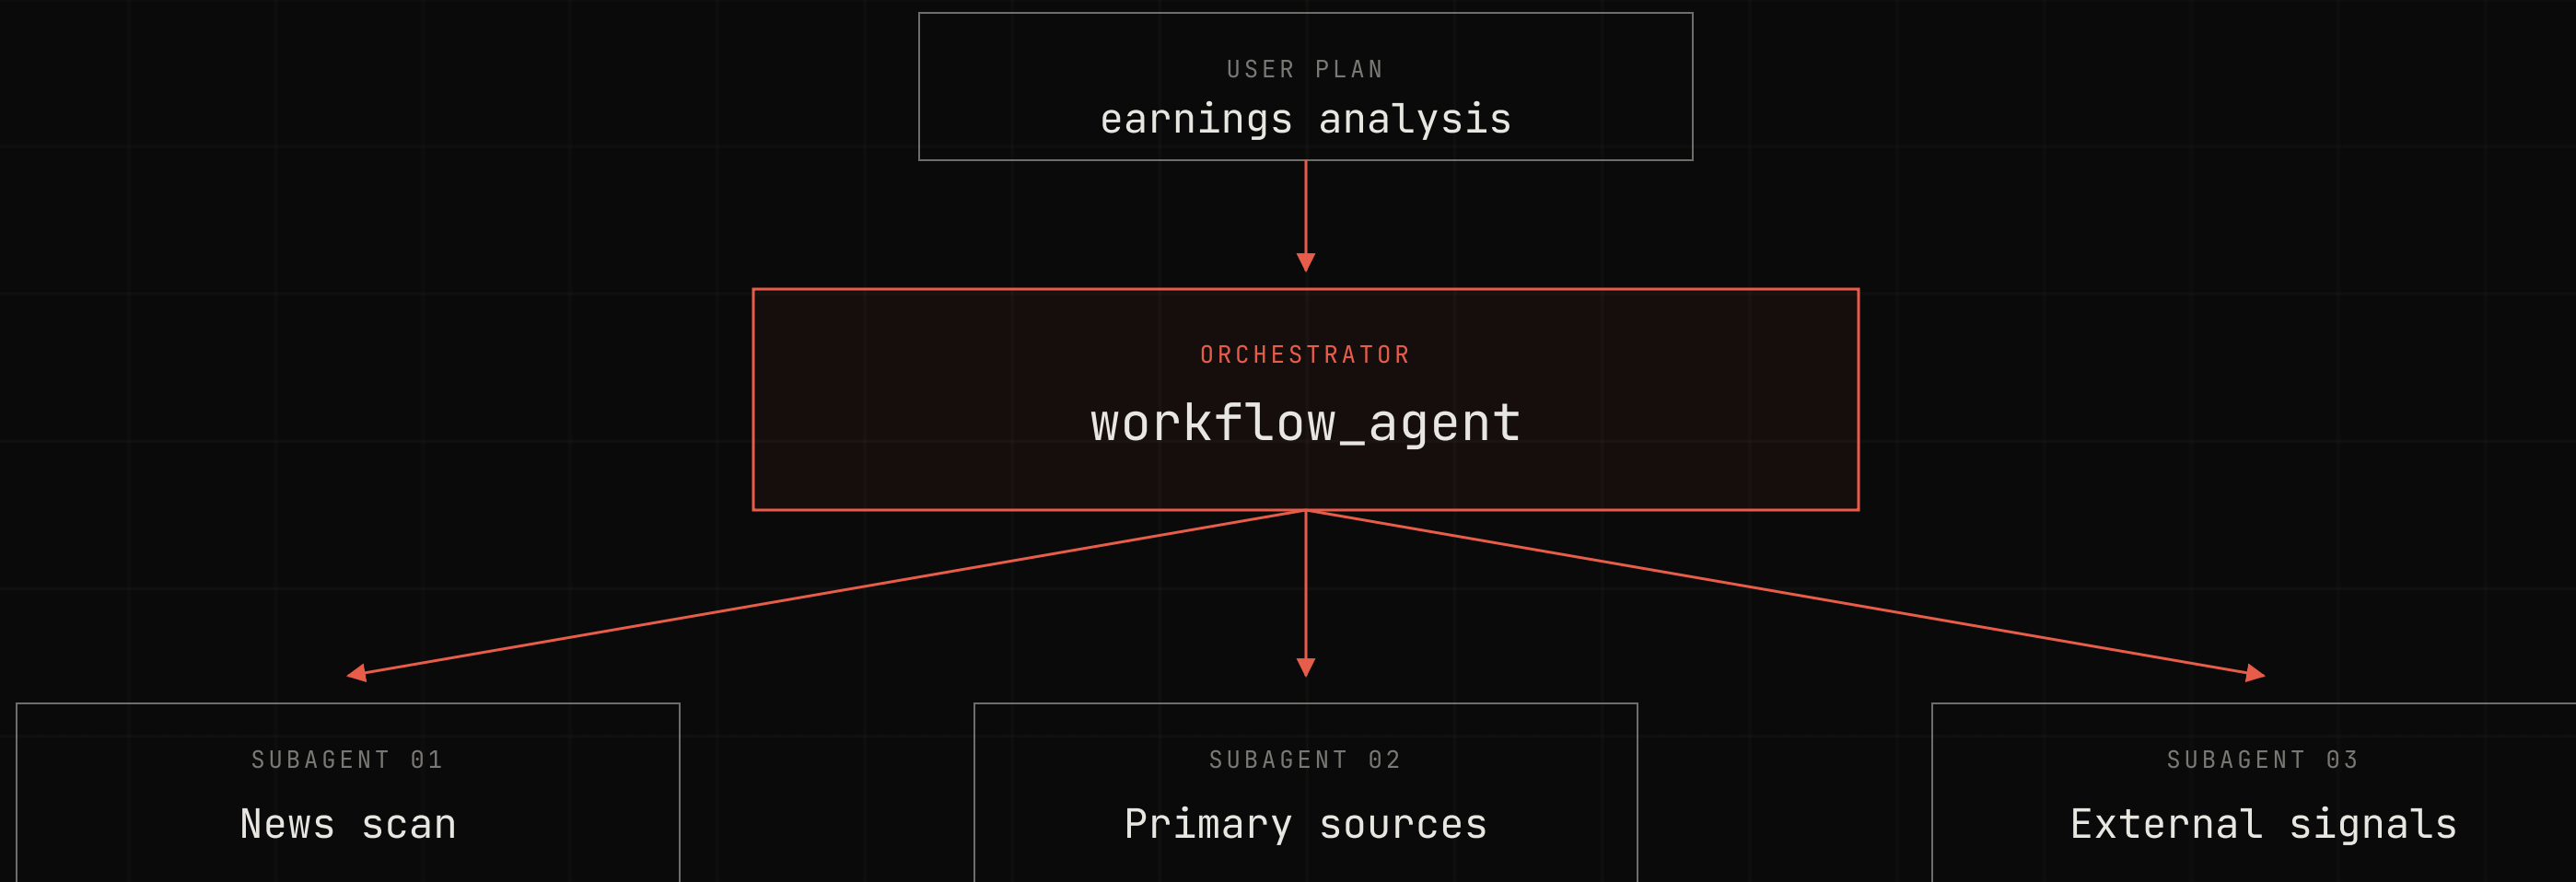 USER PLAN
earnings analysis
ORCHESTRATOR
workflow_agent
SUBAGENT 01
News scan
SUBAGENT 02
Primary sources
SUBAGENT 03
External signals